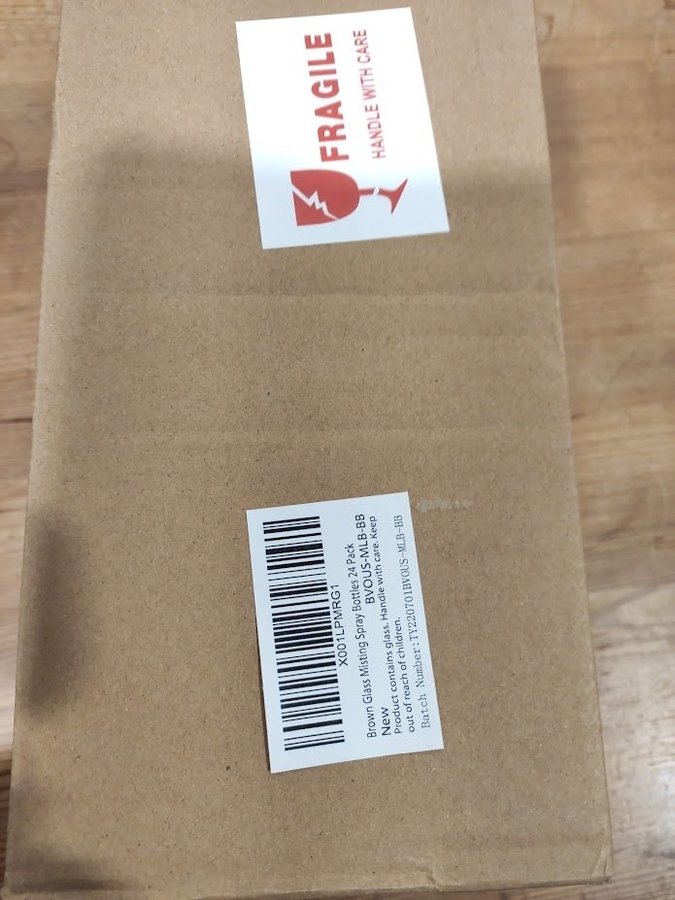 FRAGILE
HANDLE WITH CARE
X001LPMRG1
Brown Glass Misting Spray Bottles 24 Pack
BVOUS-MLB-BB
New
Product contains glass. Handle with care. Keep
out of reach of children.
Batch Number:TY220701BVOUS-MLB-BB